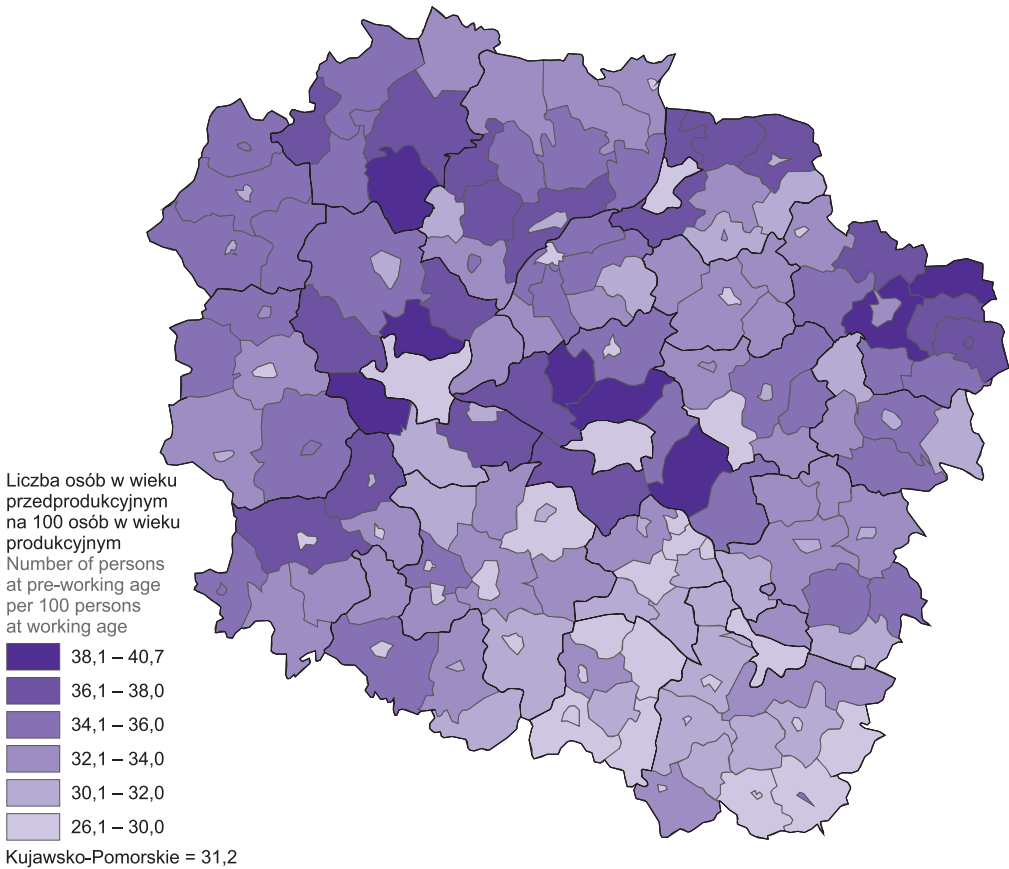 Liczba osób w wieku
przedprodukcyjnym
na 100 osób w wieku
produkcyjnym
Number of persons
at pre-working age
per 100 persons
at working age
38,1 – 40,7
36,1 – 38,0
34,1 – 36,0
32,1 – 34,0
30,1 – 32,0
26,1 – 30,0
Kujawsko-Pomorskie = 31,2